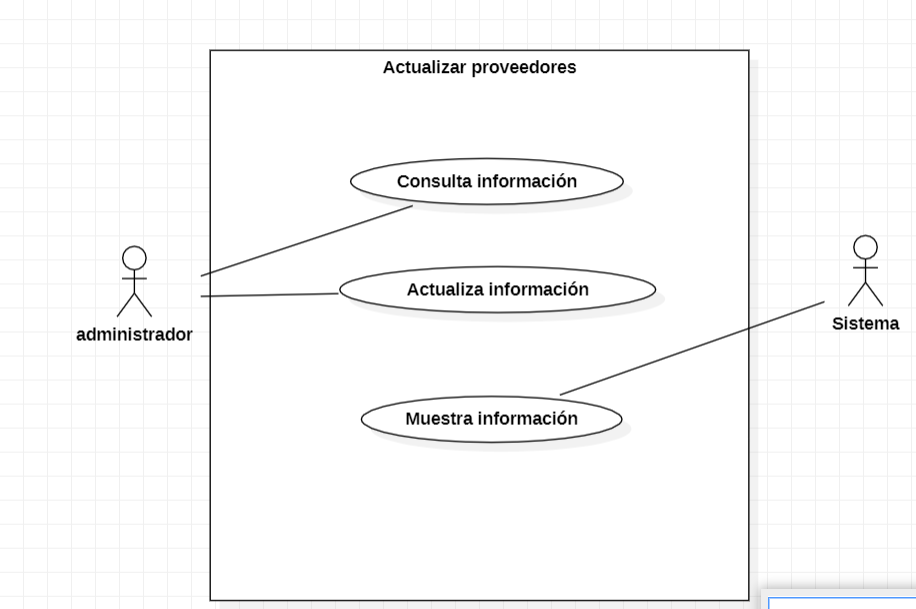 Actualizar proveedores
Consulta información
Actualiza información
administrador
Sistema
Muestra información